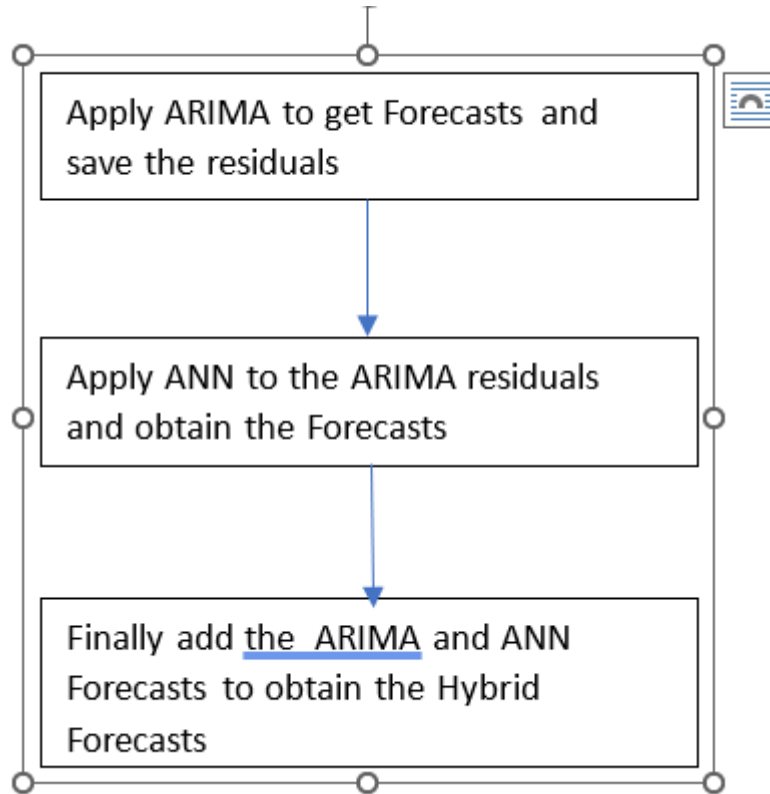 Apply ARIMA to get Forecasts and
save the residuals
Apply ANN to the ARIMA residuals
and obtain the Forecasts
Finally add the ARIMA and ANN
Forecasts to obtain the Hybrid
Forecasts